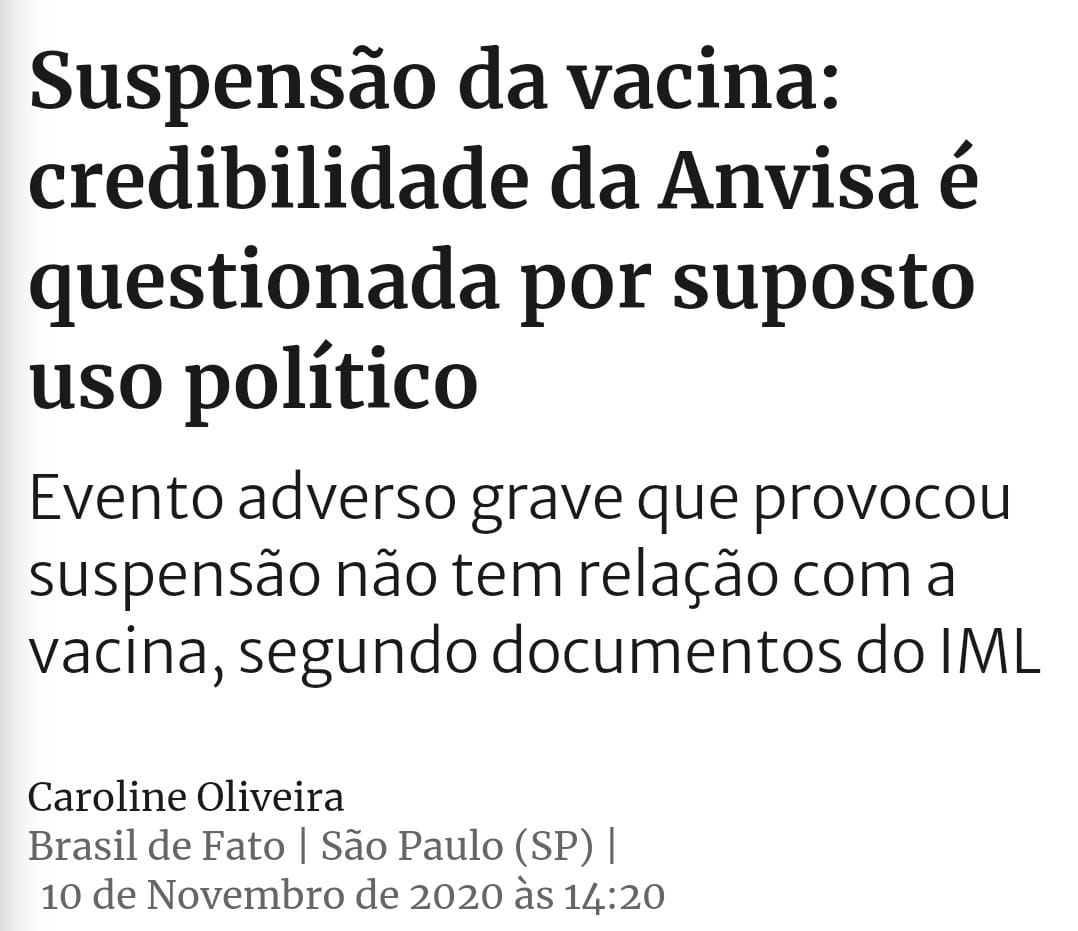 Suspensão da vacina:
credibilidade da Anvisa é
questionada por suposto
uso político
Evento adverso grave que provocou
suspensão não tem relação com a
vacina, segundo documentos do IML
Caroline Oliveira
Brasil de Fato | São Paulo (SP) |
10 de Novembro de 2020 às 14:20